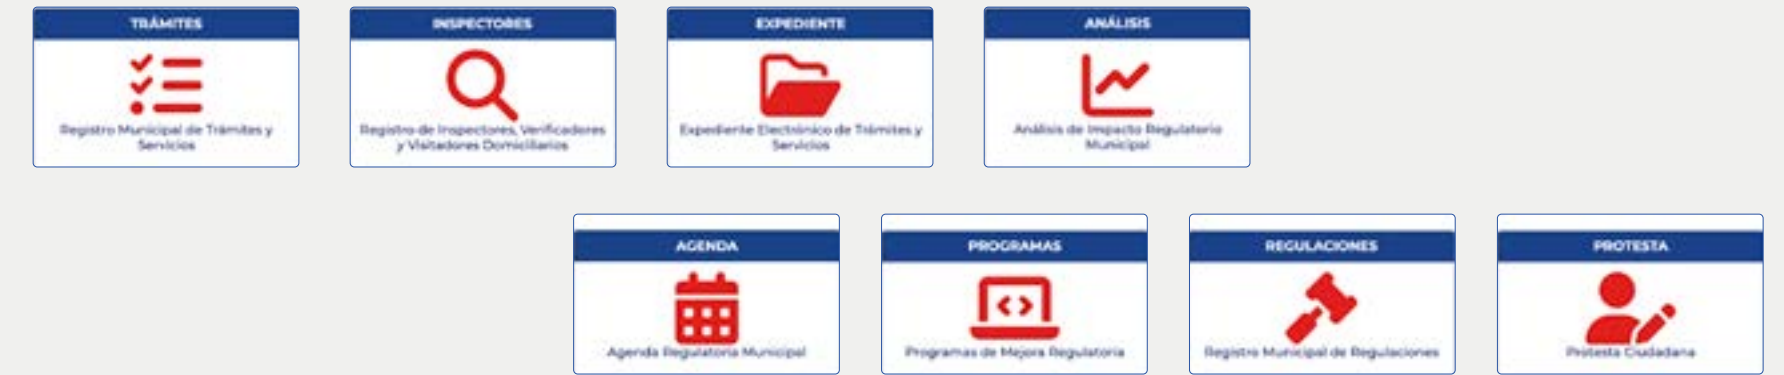 TRÁMITES
Registro Municipal de Trámites y
Servicios
INSPECTORES
Registro de Inspectores, Verificadores
y Visitadores Domiciliarios
EXPEDIENTE
Expediente Electrónico de Trámites y
Servicios
ANÁLISIS
Análisis de Impacto Regulatorio
Municipal
AGENDA
Agenda Regulatoria Municipal
PROGRAMAS
Programas de Mejora Regulatoria
REGULACIONES
Registro Municipal de Regulaciones
PROTESTA
Protesta Ciudadana